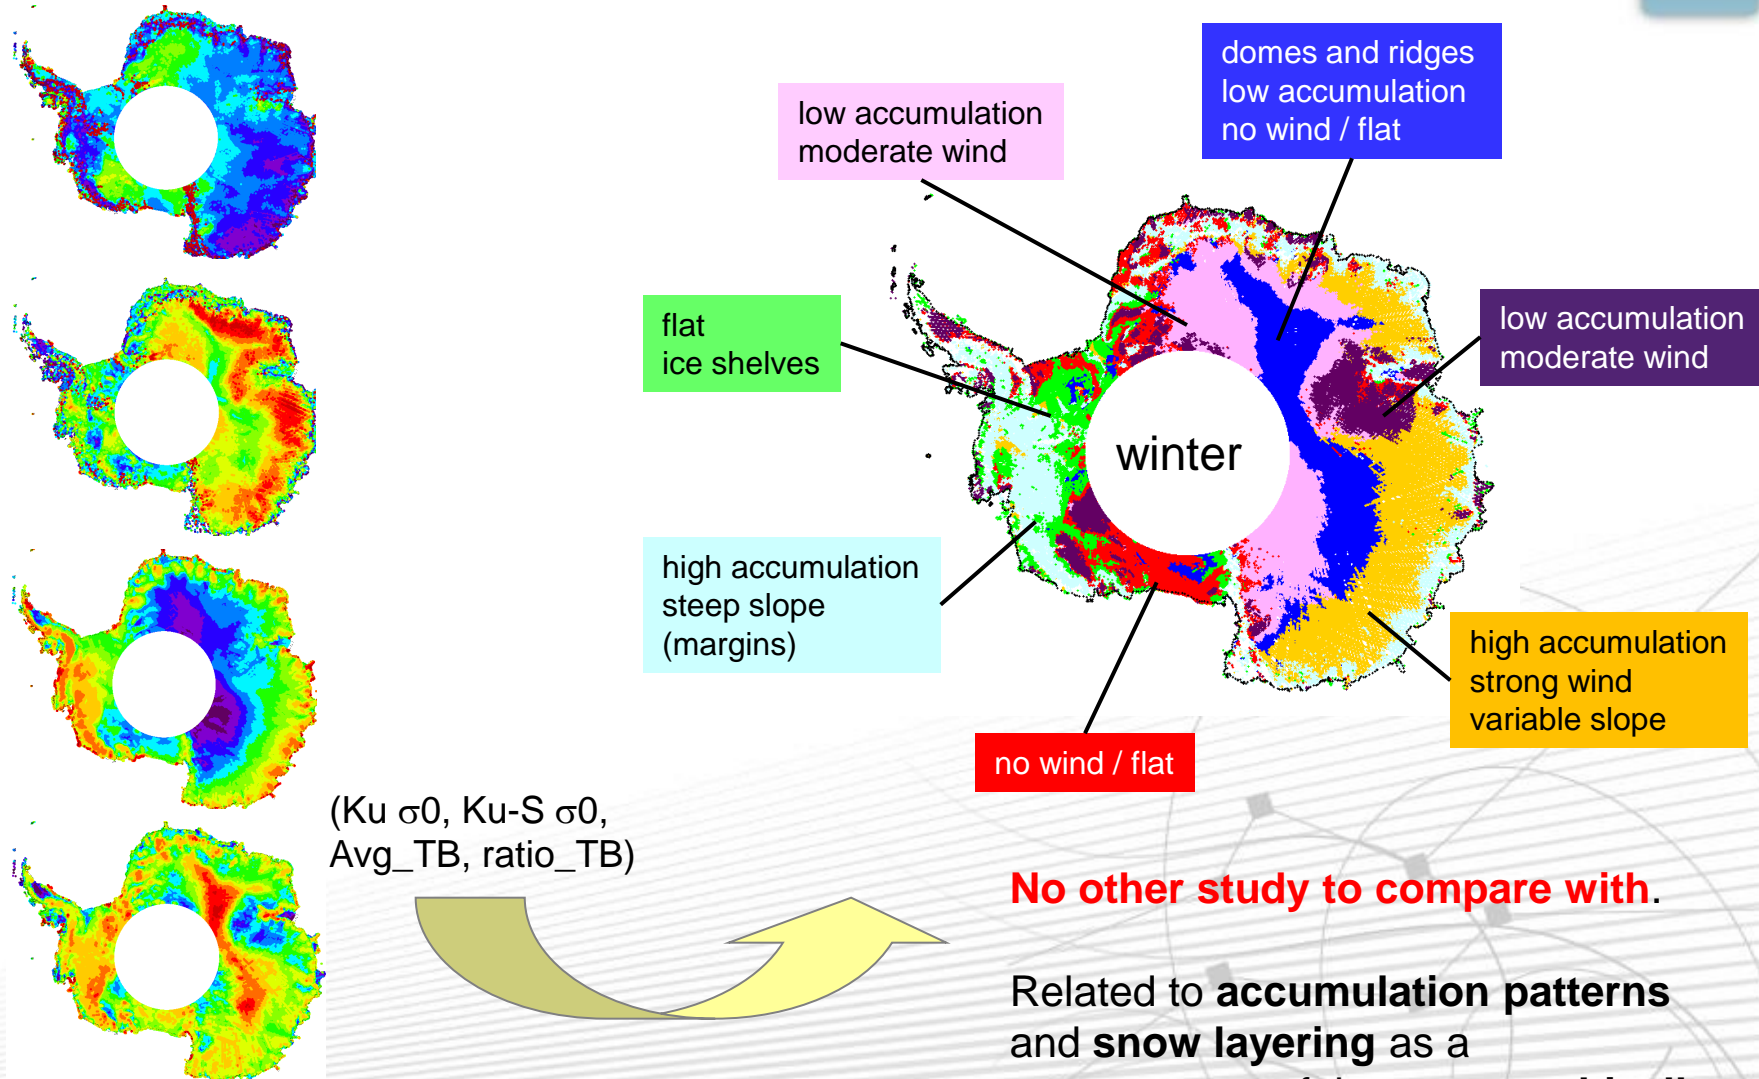 domes and ridges
low accumulation
no wind / flat
low accumulation
moderate wind
flat
ice shelves
low accumulation
moderate wind
winter
high accumulation
steep slope
(margins)
high accumulation
strong wind
variable slope
no wind / flat
(Ku σ0, Ku-S σ0,
Avg_TB, ratio_TB)
No other study to compare with.
Related to accumulation patterns
and snow layering as a